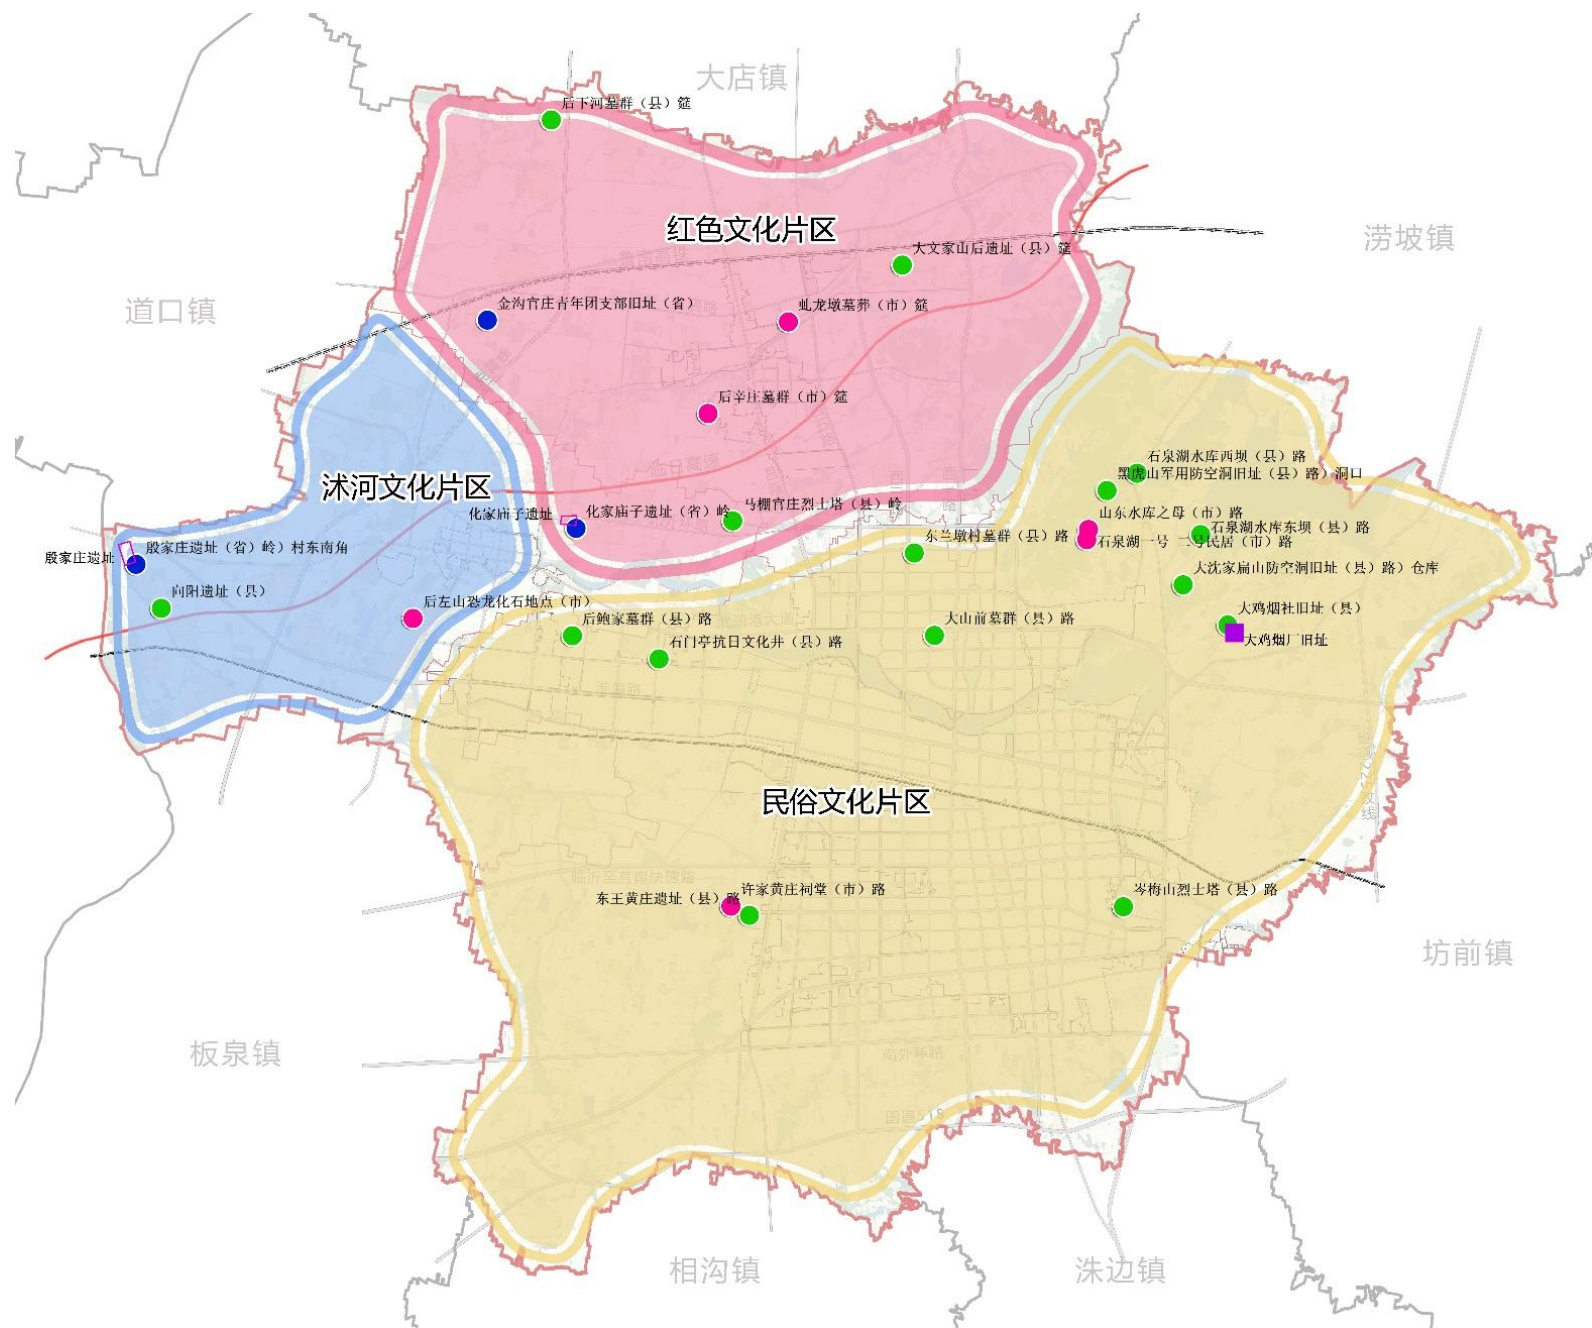 大店镇
后下河墓群（县）筵
红色文化片区
涝坡镇
大文家山后遗址（县）筵
道口镇
金沟官庄青年团支部旧址（省）
虬龙墩墓葬（市）筵
后辛庄墓群（市）筵
石泉湖水库西坝（县）路
黑虎山军用防空洞旧址（县）路）洞口
沭河文化片区
化家庙子遗址
化家庙子遗址（省）岭
马棚官庄烈士塔（县）岭
山东水库之母（市）路
石泉湖水库东坝（县）路
东兰墩村墓群（县）路
石泉湖一号 二号民居（市）路
殷家庄遗址
殷家庄遗址（省）岭）村东南角
大沈家扁山防空洞旧址（县）路）仓库
向阳遗址（县）
后左山恐龙化石地点（市）
大鸡烟社旧址（县）
后鲍家墓群（县）路
大山前墓群（县）路
大鸡烟厂旧址
石门亭抗日文化井（县）路
民俗文化片区
东王黄庄遗址（县）路
许家黄庄祠堂（市）路
岑梅山烈士塔（县）路
坊前镇
板泉镇
南外环路
国道518
相沟镇
洙边镇